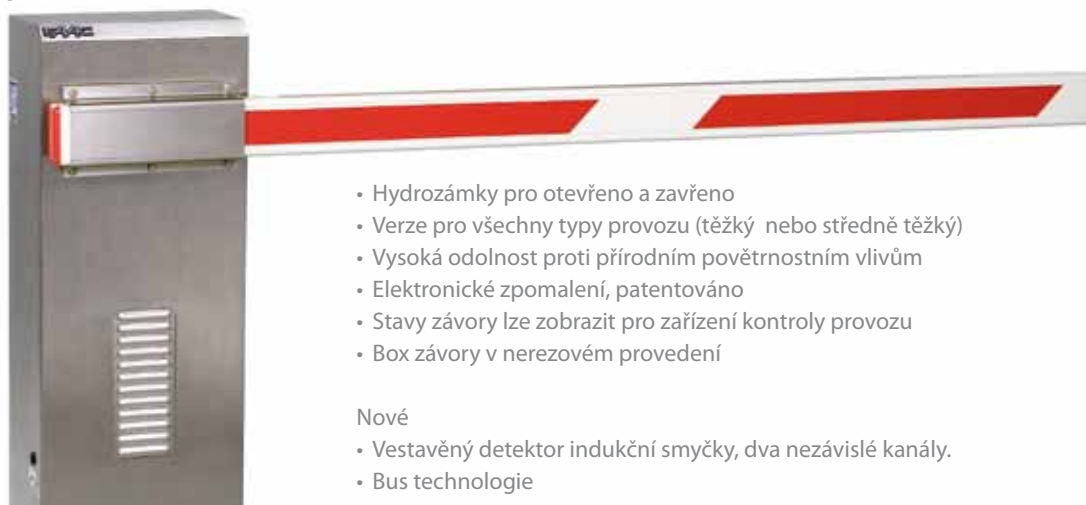 • Hydrozámky pro otevřeno a zavřeno
• Verze pro všechny typy provozu (těžký nebo středně těžký)
• Vysoká odolnost proti přírodním povětrnostním vlivům
• Elektronické zpomalení, patentováno
• Stavy závory lze zobrazit pro zařízení kontroly provozu
• Box závory v nerezovém provedení
Nové
• Vestavěný detektor indukční smyčky, dva nezávislé kanály.
• Bus technologie